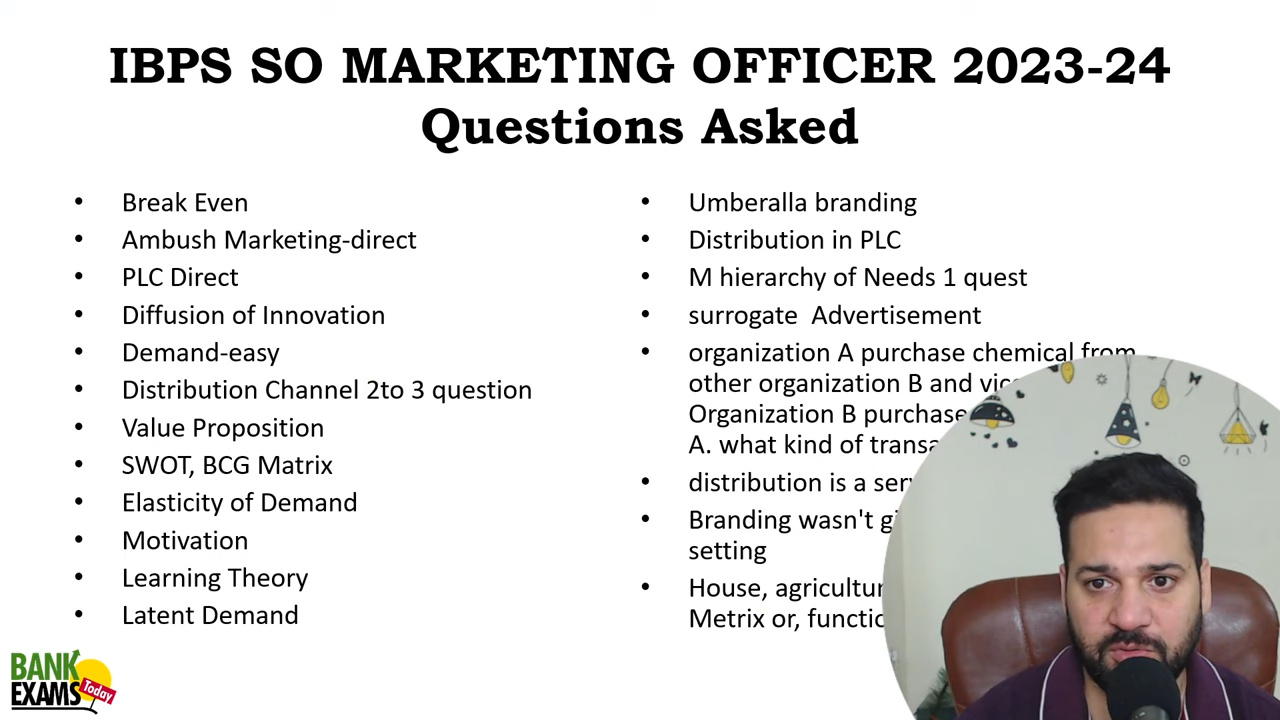 IBPS SO MARKETING OFFICER 2023-24
Questions Asked
• Break Even
• Ambush Marketing-direct
• PLC Direct
• Diffusion of Innovation
• Demand-easy
• Distribution Channel 2to 3 question
• Value Proposition
• SWOT, BCG Matrix
• Elasticity of Demand
• Motivation
• Learning Theory
• Latent Demand
• Umberalla branding
• Distribution in PLC
• M hierarchy of Needs 1 quest
• surrogate Advertisement
• organization A purchase chemical from
other organization B and
Organization B purchase
A. what kind of
• distribution is a
• Branding wasn't
setting
• House,
Metrix or,
BANK
EXAMS
Today